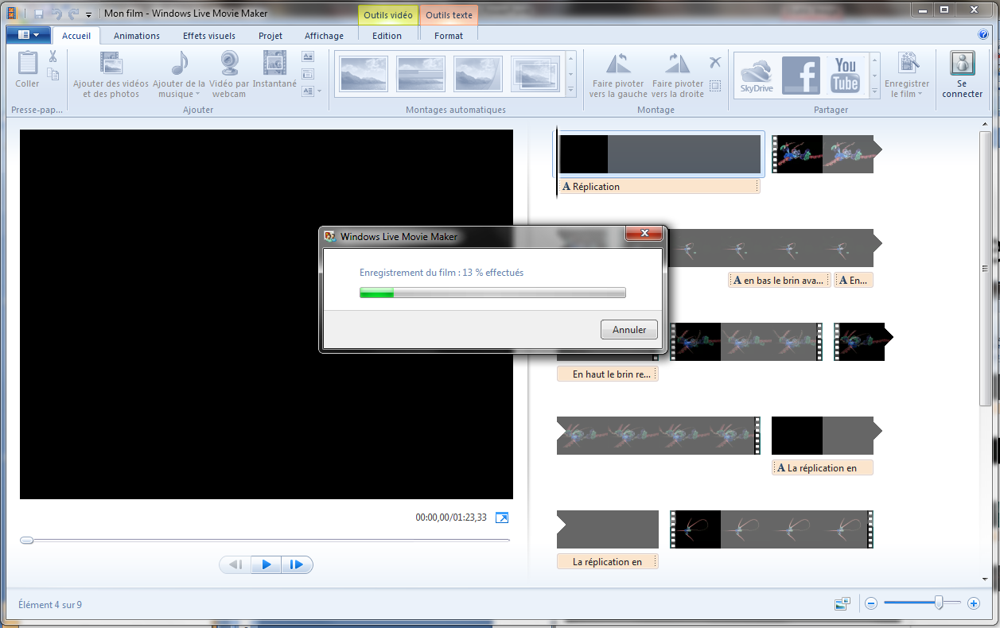 Mon film - Windows Live Movie Maker
Outils vidéo
Outils texte
Accueil
Animations
Effets visuels
Projet
Affichage
Edition
Format
Coller
Ajouter des vidéos
et des photos
Ajouter de la
musique
Vidéo par
webcam
Instantané
SkyDrive
f
You
Tube
Faire pivoter
vers la gauche
Faire pivoter
vers la droite
Enregistrer
le film
Se
connecter
Presse-pap...
Ajouter
Montages automatiques
Montage
Partager
A Réplication
Windows Live Movie Maker
Enregistrement du film : 13 % effectués
Annuler
A en bas le brin ava...
A En...
En haut le brin re...
A La réplication en
00:00,00/01:23,33
La réplication en
Élément 4 sur 9